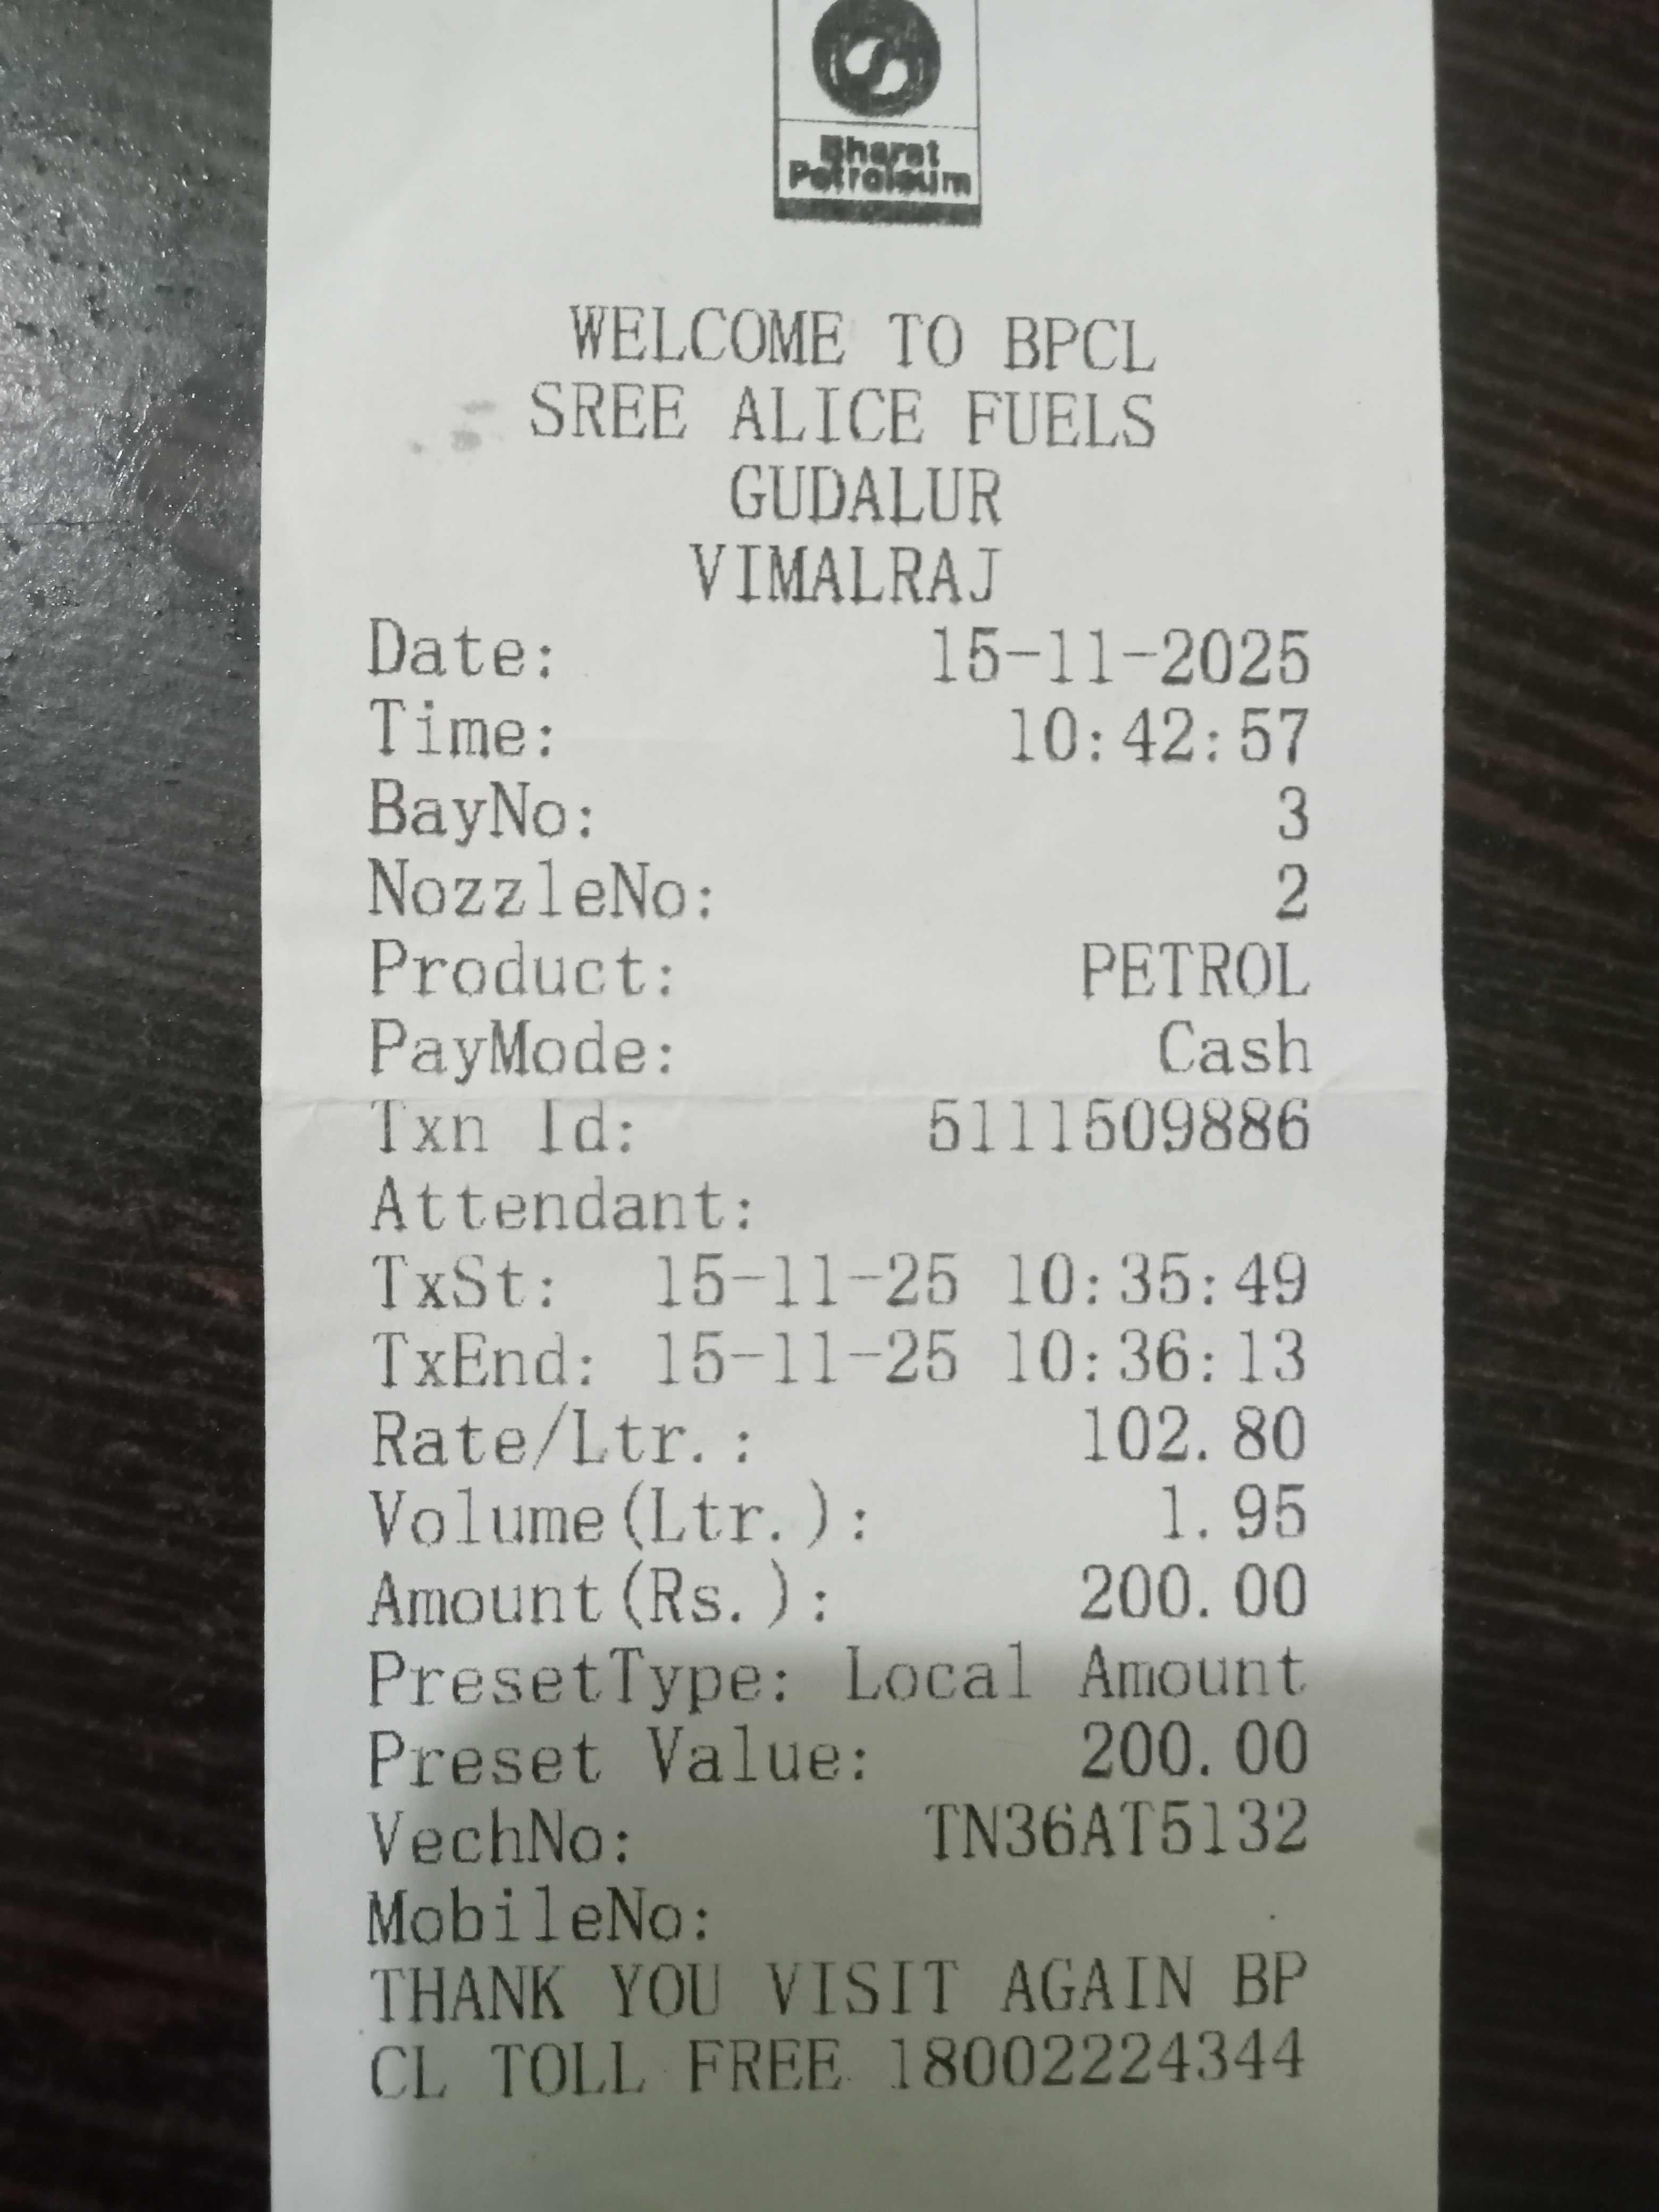 Bharat
Petroleum
WELCOME TO BPCL
SREE ALICE FUELS
GUDALUR
VIMALRAJ
Date: 15-11-2025
Time: 10:42:57
BayNo: 3
NozzleNo: 2
Product: PETROL
PayMode: Cash
Txn Id: 5111509886
Attendant:
TxSt: 15-11-25 10:35:49
TxEnd: 15-11-25 10:36:13
Rate/Ltr.: 102.80
Volume(Ltr.): 1.95
Amount(Rs.): 200.00
PresetType: Local Amount
Preset Value: 200.00
VechNo: TN36AT5132
MobileNo:
THANK YOU VISIT AGAIN BP
CL TOLL FREE 18002224344